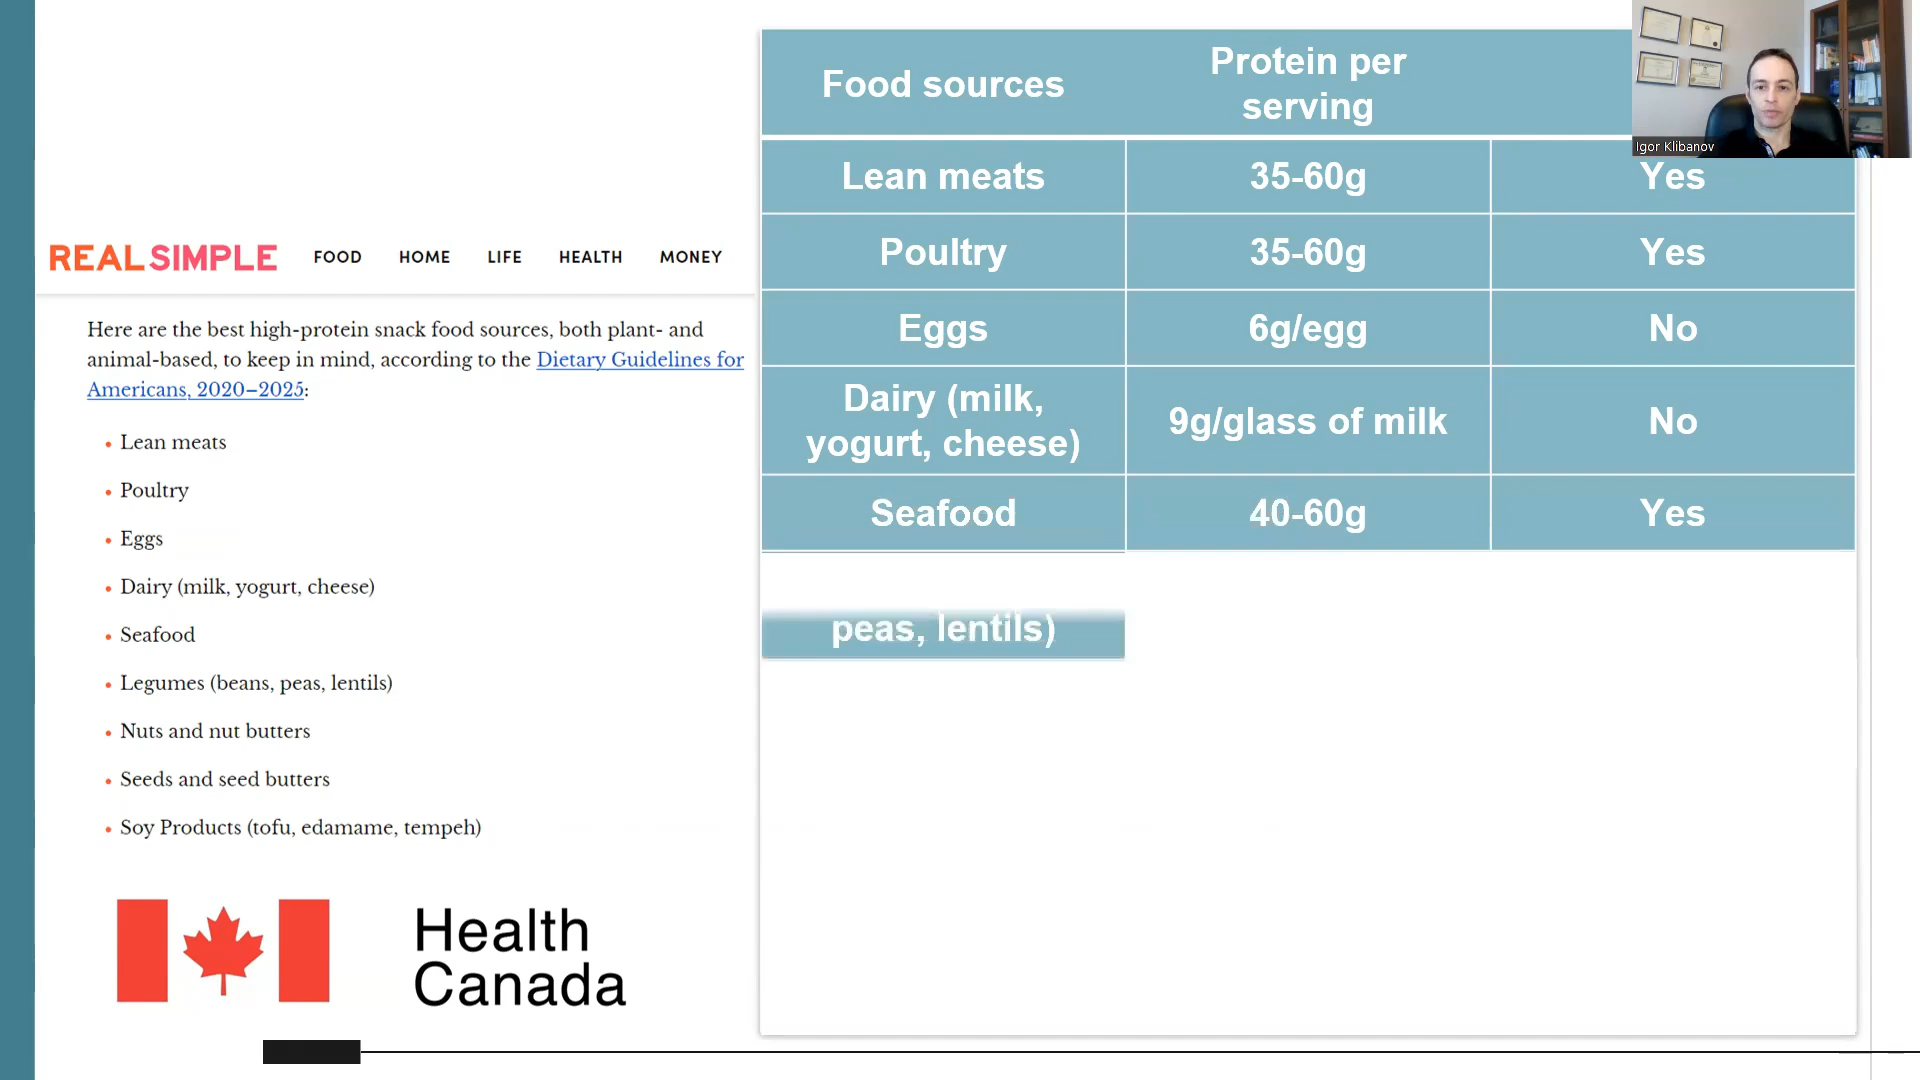 REAL SIMPLE FOOD HOME LIFE HEALTH MONEY
Here are the best high-protein snack food sources, both plant- and
animal-based, to keep in mind, according to the Dietary Guidelines for
Americans, 2020–2025:
• Lean meats
• Poultry
• Eggs
• Dairy (milk, yogurt, cheese)
• Seafood
• Legumes (beans, peas, lentils)
• Nuts and nut butters
• Seeds and seed butters
• Soy Products (tofu, edamame, tempeh)
Health
Canada
Food sources
Protein per
serving
Lean meats 35-60g Yes
Poultry 35-60g Yes
Eggs 6g/egg No
Dairy (milk,
yogurt, cheese)
9g/glass of milk No
Seafood 40-60g Yes
peas, lentils)
Igor Klibanov